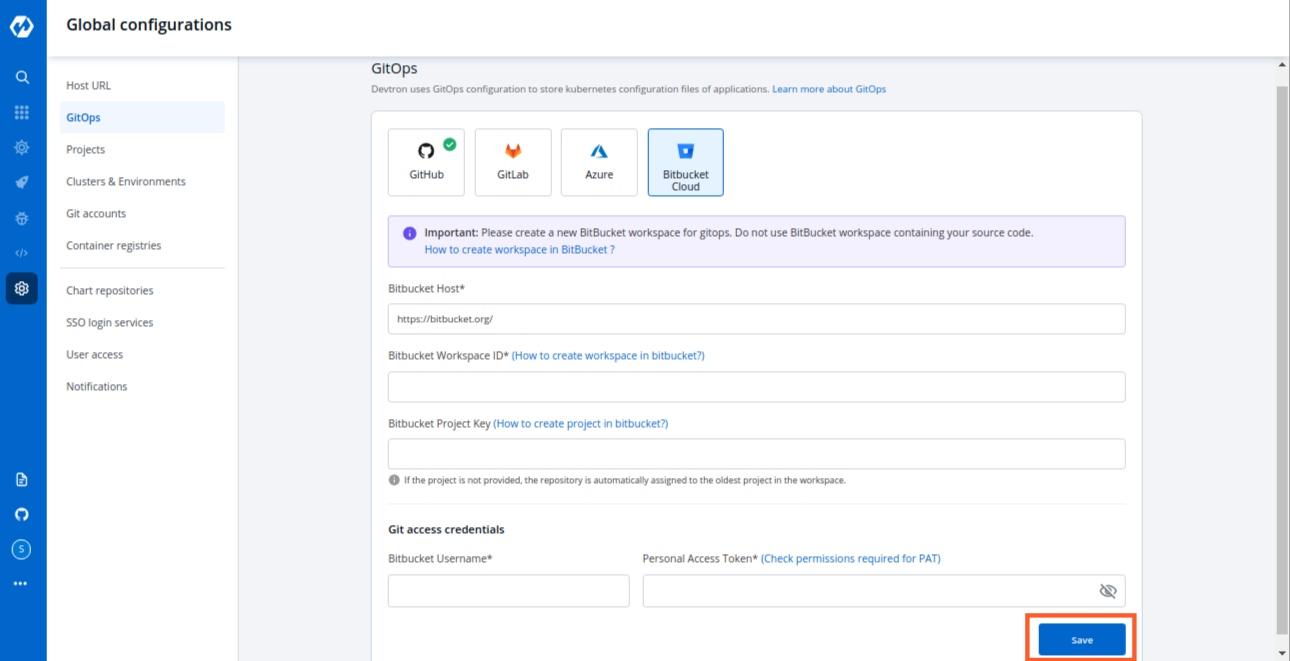 Global configurations
Host URL
GitOps
Projects
Clusters & Environments
Git accounts
Container registries
Chart repositories
SSO login services
User access
Notifications
S
GitOps
Devtron uses GitOps configuration to store kubernetes configuration files of applications. Learn more about GitOps
GitHub
GitLab
Azure
Bitbucket
Cloud
Important: Please create a new BitBucket workspace for gitops. Do not use BitBucket workspace containing your source code.
How to create workspace in BitBucket ?
Bitbucket Host*
https://bitbucket.org/
Bitbucket Workspace ID* (How to create workspace in bitbucket?)
Bitbucket Project Key (How to create project in bitbucket?)
If the project is not provided, the repository is automatically assigned to the oldest project in the workspace.
Git access credentials
Bitbucket Username*
Personal Access Token* (Check permissions required for PAT)
Save